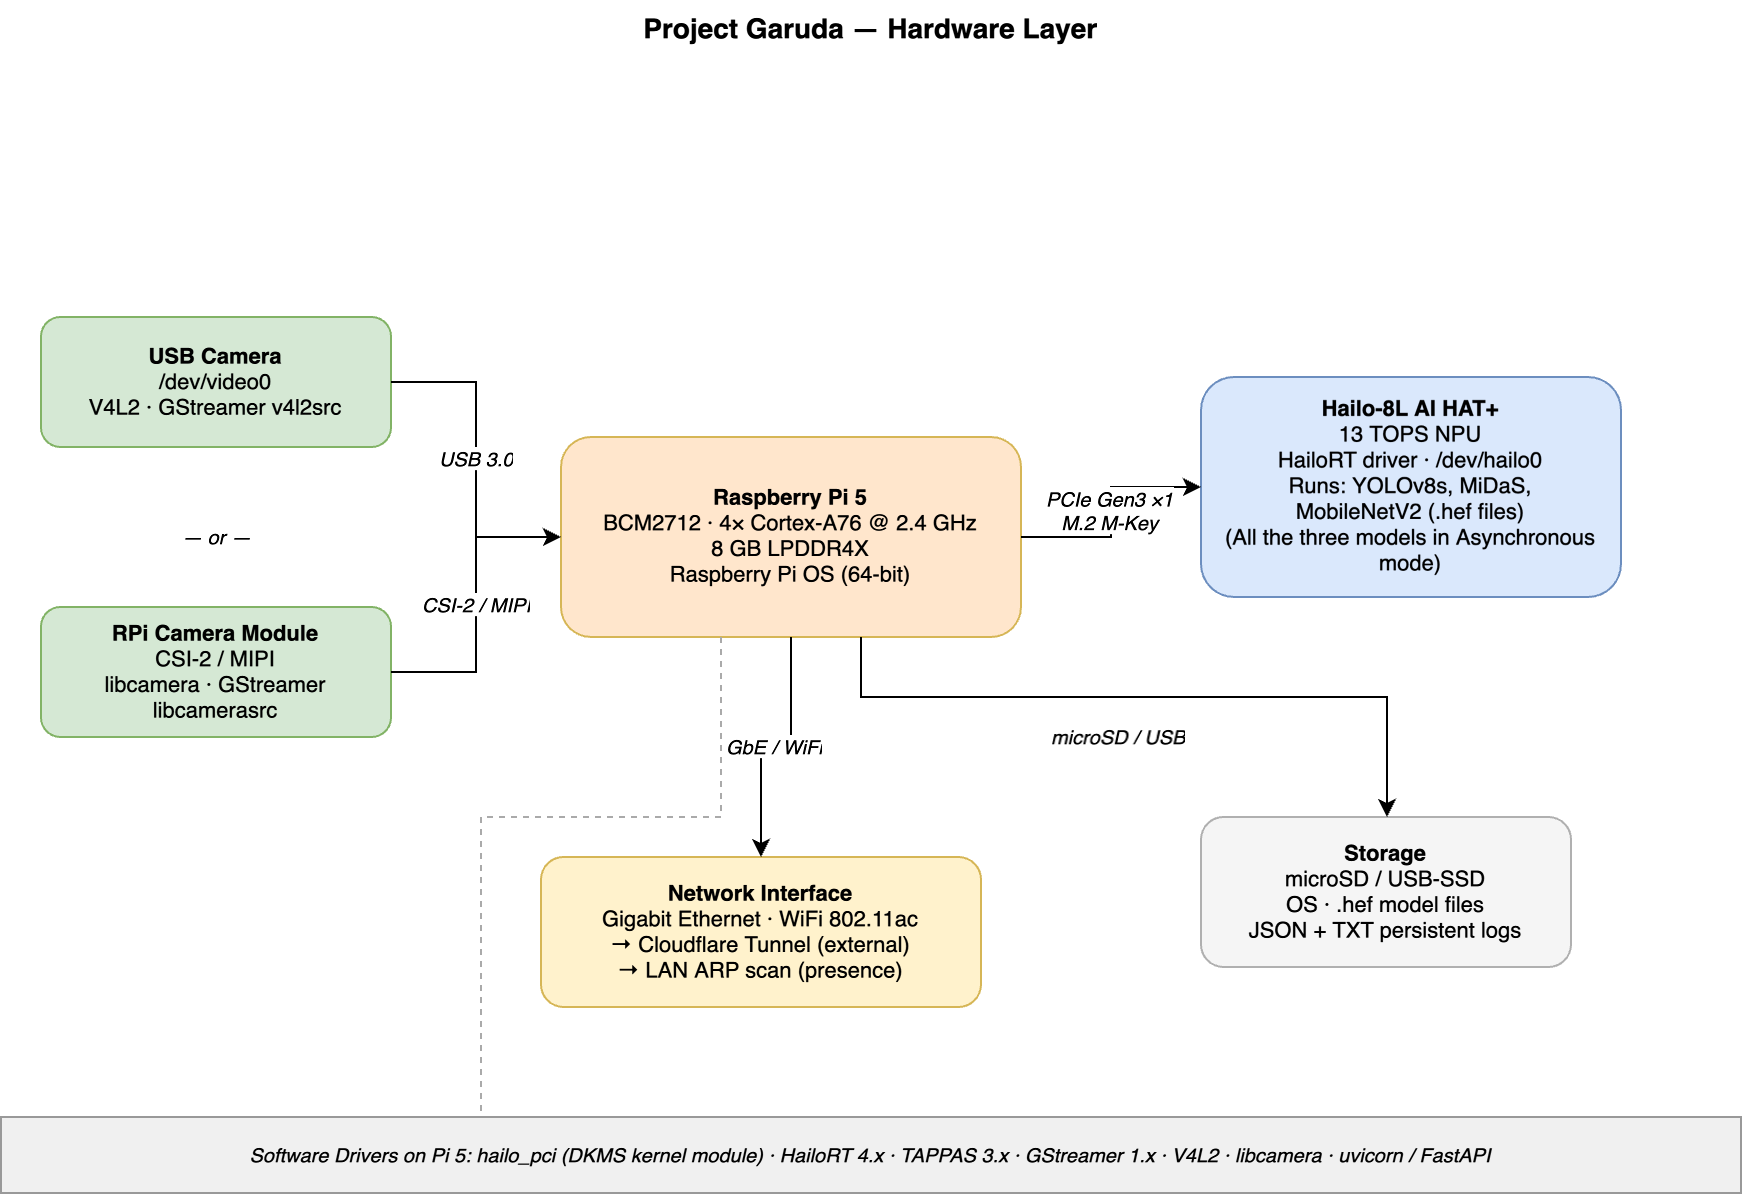 Project Garuda — Hardware Layer
USB Camera
/dev/video0
V4L2 · GStreamer v4l2src
USB 3.0
— or —
CSI-2 / MIPI
RPi Camera Module
CSI-2 / MIPI
libcamera · GStreamer
libcamerasrc
Raspberry Pi 5
BCM2712 · 4× Cortex-A76 @ 2.4 GHz
8 GB LPDDR4X
Raspberry Pi OS (64-bit)
PCIe Gen3 ×1
M.2 M-Key
Hailo-8L AI HAT+
13 TOPS NPU
HailoRT driver · /dev/hailo0
Runs: YOLOv8s, MiDaS,
MobileNetV2 (.hef files)
(All the three models in Asynchronous
mode)
GbE / WiFi
microSD / USB
Network Interface
Gigabit Ethernet · WiFi 802.11ac
→ Cloudflare Tunnel (external)
→ LAN ARP scan (presence)
Storage
microSD / USB-SSD
OS · .hef model files
JSON + TXT persistent logs
Software Drivers on Pi 5: hailo_pci (DKMS kernel module) · HailoRT 4.x · TAPPAS 3.x · GStreamer 1.x · V4L2 · libcamera · uvicorn / FastAPI